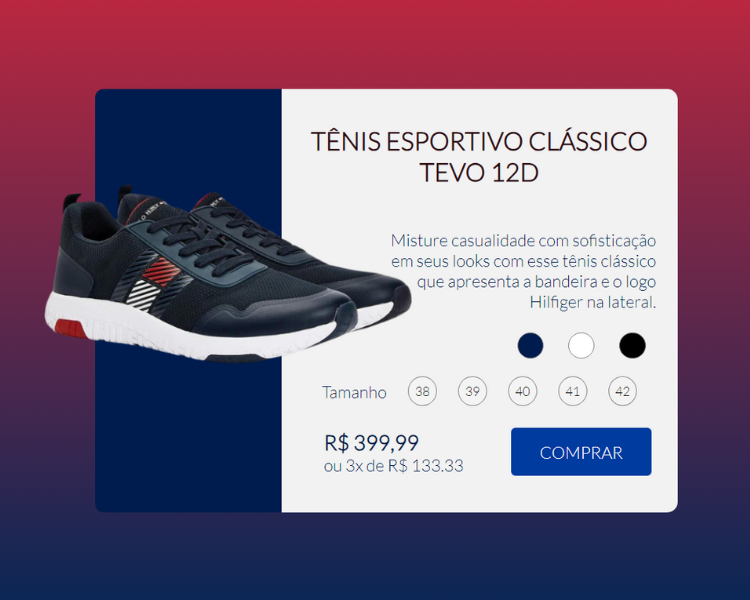 TÊNIS ESPORTIVO CLÁSSICO
TEVO 12D
Misture casualidade com sofisticação
em seus looks com esse tênis clássico
que apresenta a bandeira e o logo
Hilfiger na lateral.
Tamanho 38 39 40 41 42
R$ 399,99
ou 3x de R$ 133.33
COMPRAR